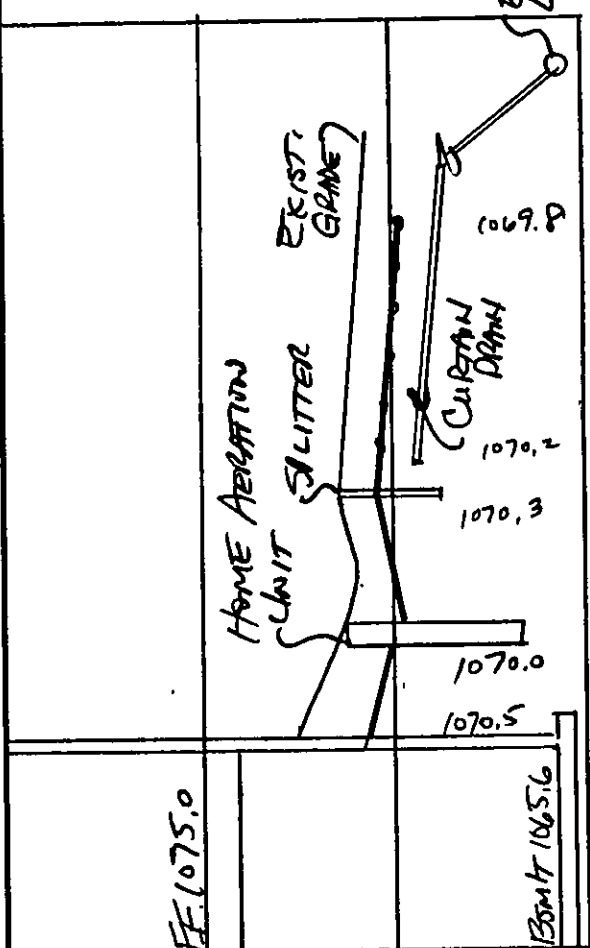 EXIST.
GRADE
HOME AERATION
UNIT
SPLITTER
1069.8
CURTAIN
DRAIN
1070.2
1070.3
1070.0
1070.5
FF. 1075.0
BSMT 1065.6